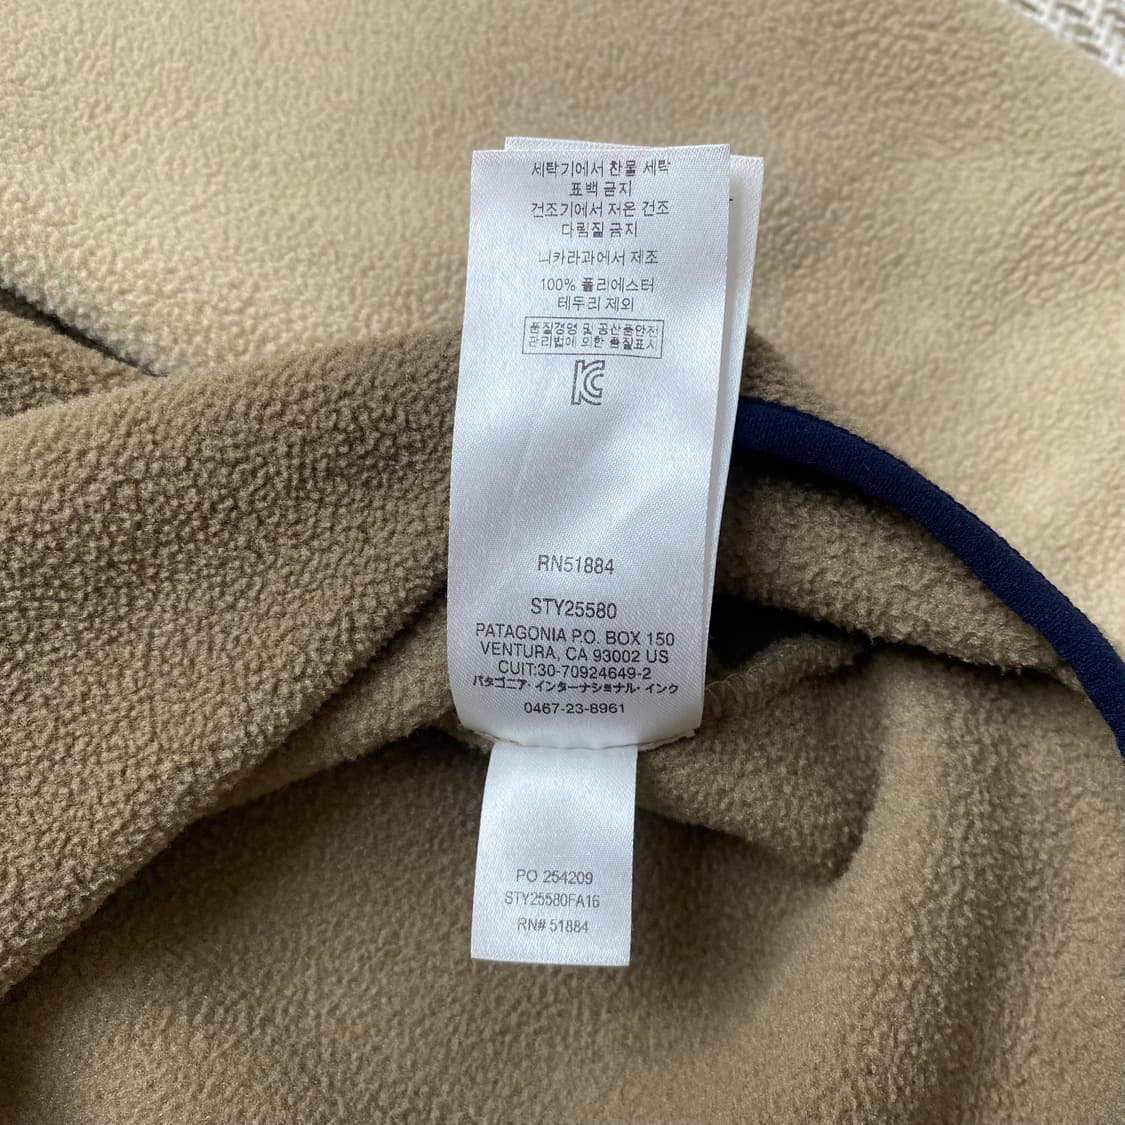 세탁기에서 찬물 세탁
표백 금지
건조기에서 저온 건조
다림질 금지
니카라과에서 제조
100% 폴리에스터
테두리 제외
품질경영 및 공산품안전
관리법에 의한 품질표시
RN51884
STY25580
PATAGONIA P.O. BOX 150
VENTURA, CA 93002 US
CUIT:30-70924649-2
パタゴニア・インターナショナル・インク
0467-23-8961
PO 254209
STY25580FA16
RN# 51884